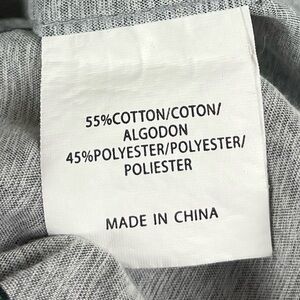 55%COTTON/COTON/
ALGODON
45%POLYESTER/POLYESTER/
POLIESTER
MADE IN CHINA